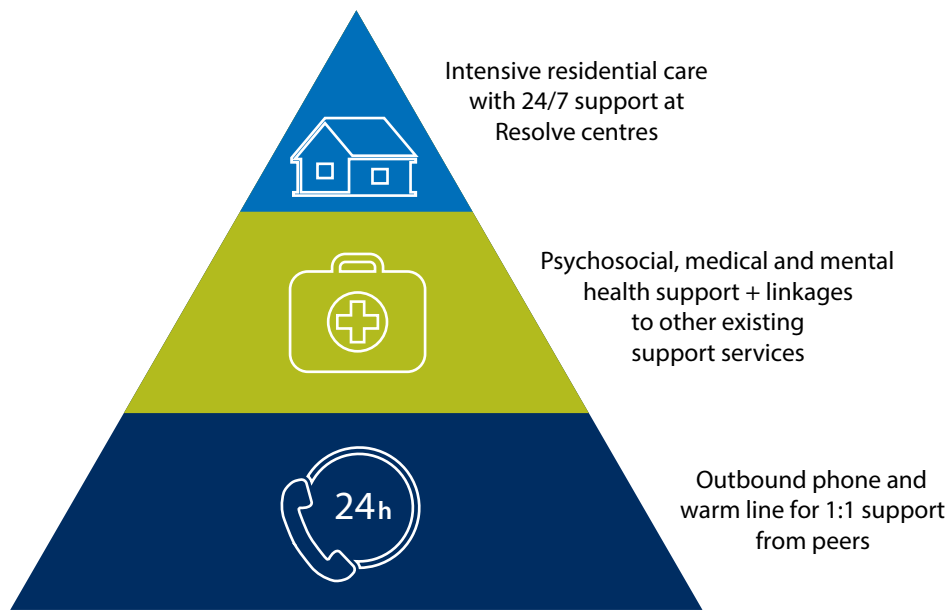 Intensive residential care
with 24/7 support at
Resolve centres
Psychosocial, medical and mental
health support + linkages
to other existing
support services
24h
Outbound phone and
warm line for 1:1 support
from peers